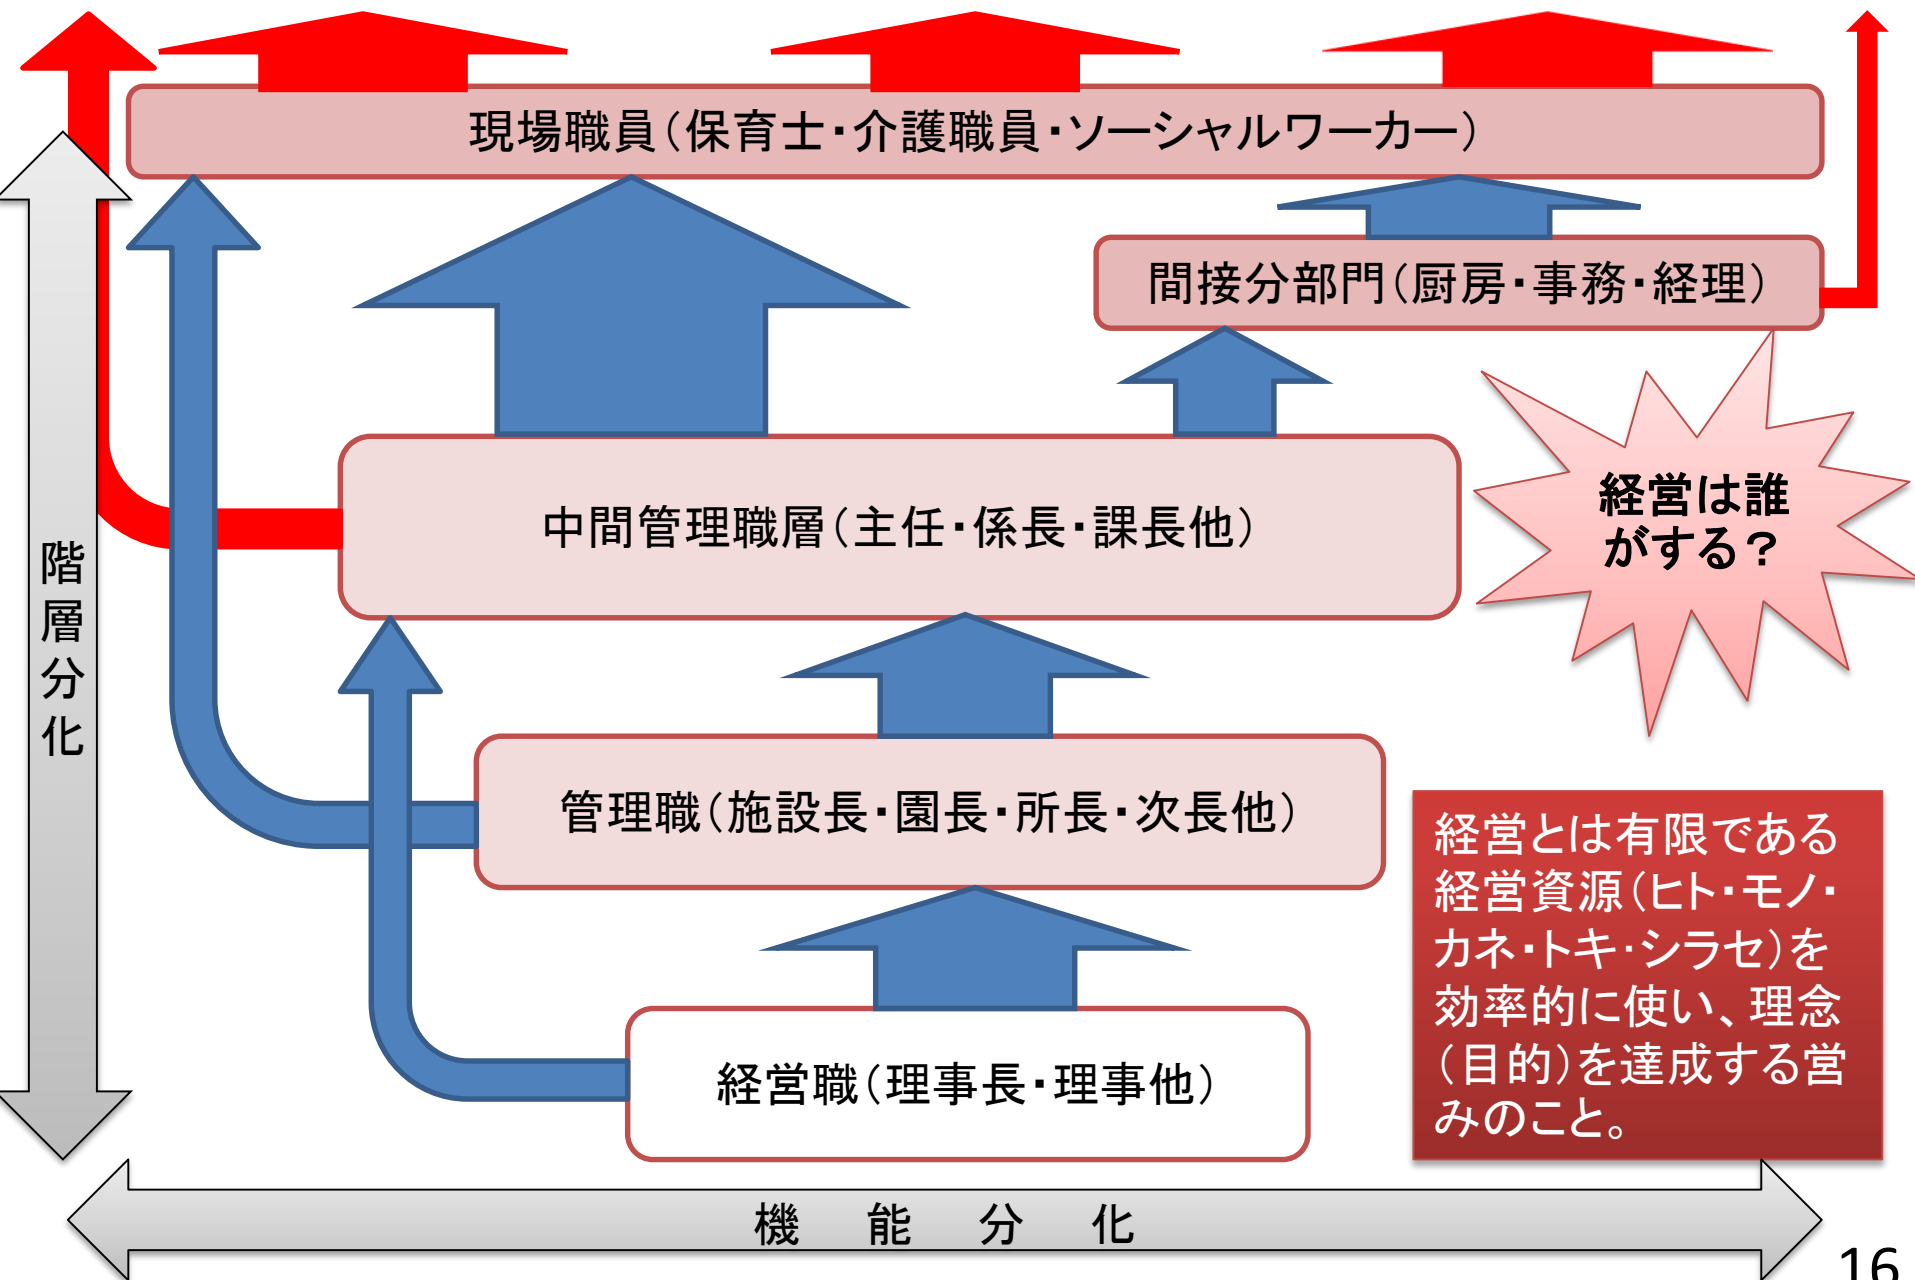 現場職員（保育士・介護職員・ソーシャルワーカー）
間接分部門（厨房・事務・経理）
経営は誰
がする？
中間管理職層（主任・係長・課長他）
階層分化
管理職（施設長・園長・所長・次長他）
経営とは有限である
経営資源（ヒト・モノ・
カネ・トキ・シラセ）を
効率的に使い、理念
（目的）を達成する営
みのこと。
経営職（理事長・理事他）
機能分化
16